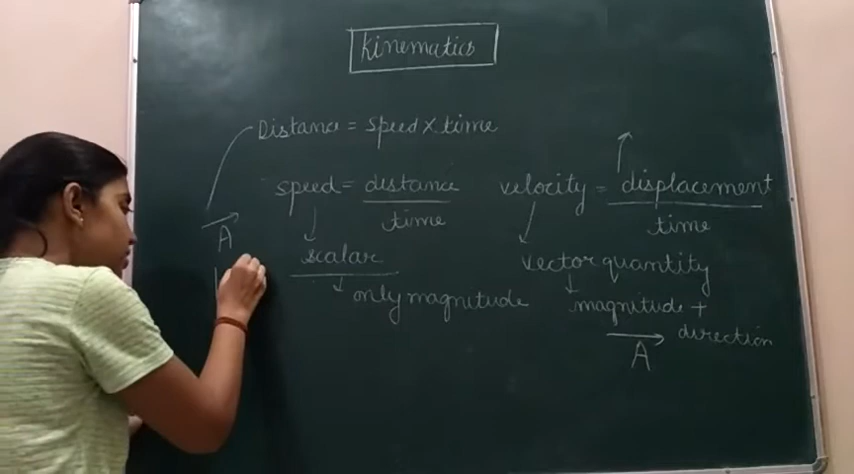 Kinematics
Distance = speed X time
speed = distance / time
velocity = displacement / time
A
scalar
vector quantity
only magnitude
magnitude +
direction
A